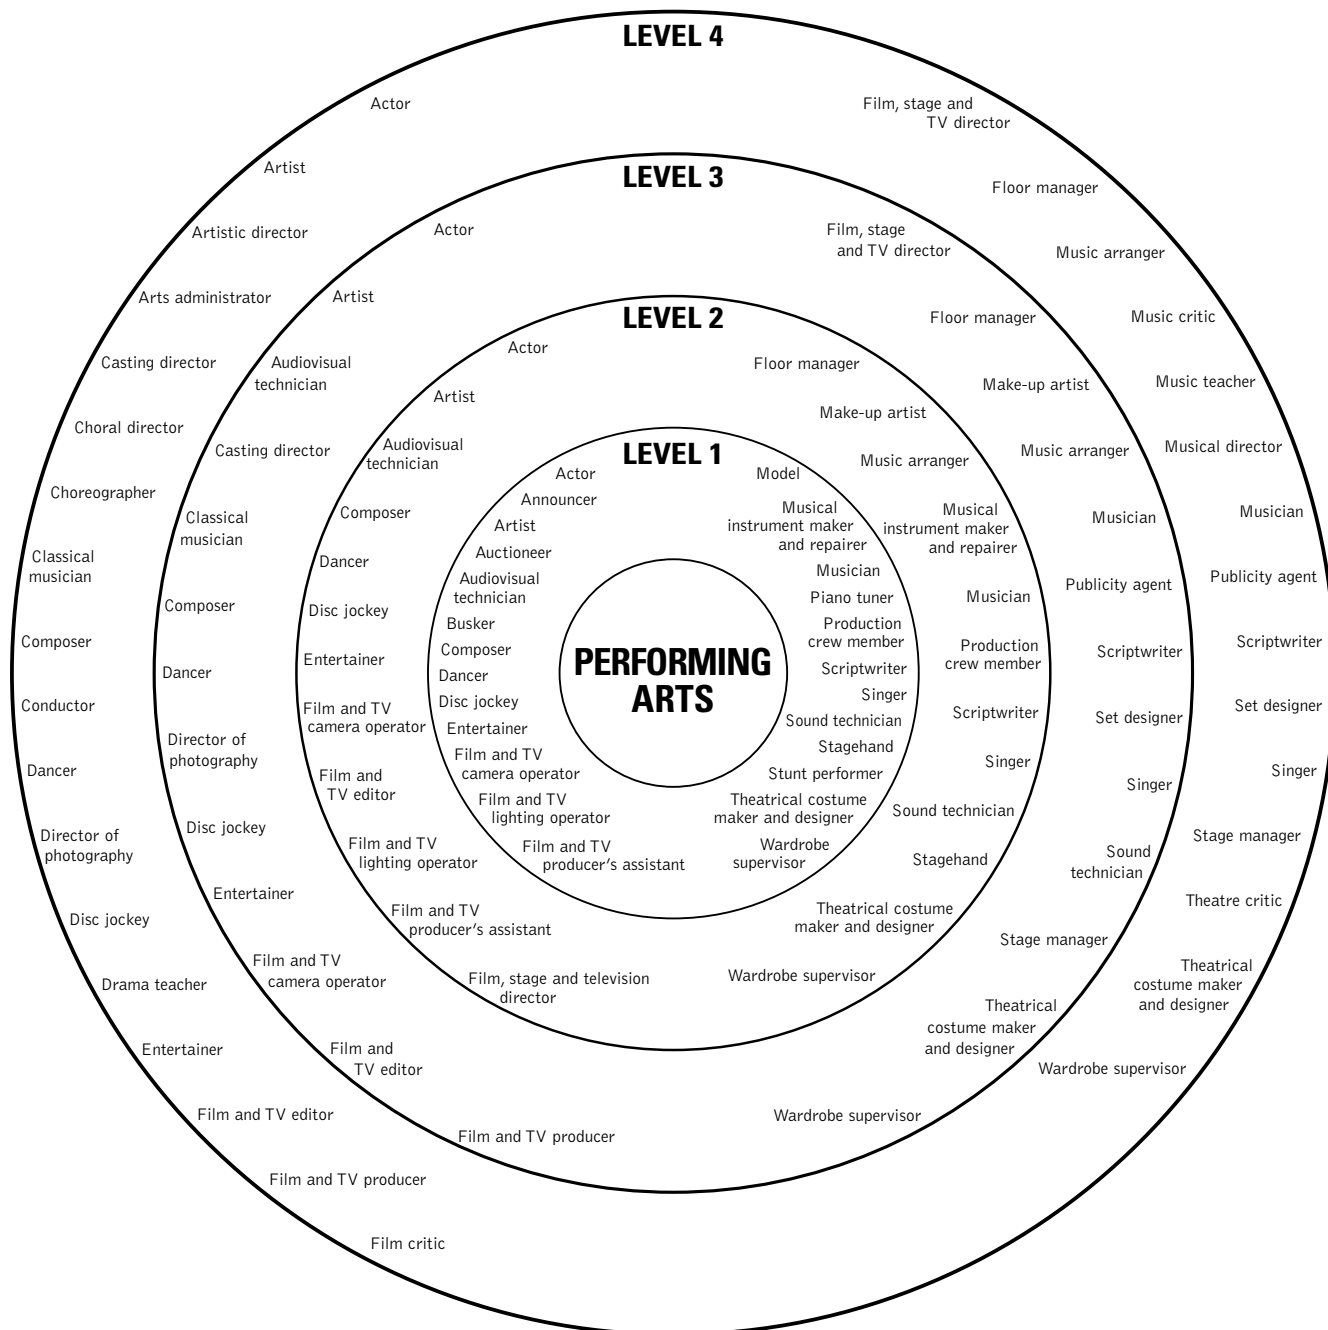 LEVEL 4
Actor
Artist
Artistic director
Arts administrator
Casting director
Choral director
Choreographer
Classical
musician
Composer
Conductor
Dancer
Director of
photography
Disc jockey
Drama teacher
Entertainer
Film and TV editor
Film and TV producer
Film critic
Film, stage and
TV director
Floor manager
Music arranger
Music critic
Music teacher
Musical director
Musician
Publicity agent
Scriptwriter
Set designer
Singer
Stage manager
Theatre critic
Theatrical
costume maker
and designer
Wardrobe supervisor
LEVEL 3
Actor
Artist
Audiovisual
technician
Casting director
Classical
musician
Composer
Dancer
Director of
photography
Disc jockey
Entertainer
Film and TV
camera operator
Film and
TV editor
Film and TV producer
Film, stage
and TV director
Floor manager
Make-up artist
Music arranger
Musician
Publicity agent
Scriptwriter
Set designer
Singer
Sound
technician
Stage manager
Theatrical
costume maker
and designer
Wardrobe supervisor
LEVEL 2
Actor
Artist
Audiovisual
technician
Composer
Dancer
Disc jockey
Entertainer
Film and TV
camera operator
Film and
TV editor
Film and TV
lighting operator
Film and TV
producer's assistant
Film, stage and television
director
Floor manager
Make-up artist
Music arranger
Musical
instrument maker
and repairer
Musician
Production
crew member
Scriptwriter
Singer
Sound technician
Stagehand
Theatrical costume
maker and designer
Wardrobe supervisor
LEVEL 1
Actor
Announcer
Artist
Auctioneer
Audiovisual
technician
Busker
Composer
Dancer
Disc jockey
Entertainer
Film and TV
camera operator
Film and TV
lighting operator
Film and TV
producer's assistant
Model
Musical
instrument maker
and repairer
Musician
Piano tuner
Production
crew member
Scriptwriter
Singer
Sound technician
Stagehand
Stunt performer
Theatrical costume
maker and designer
Wardrobe
supervisor
PERFORMING
ARTS